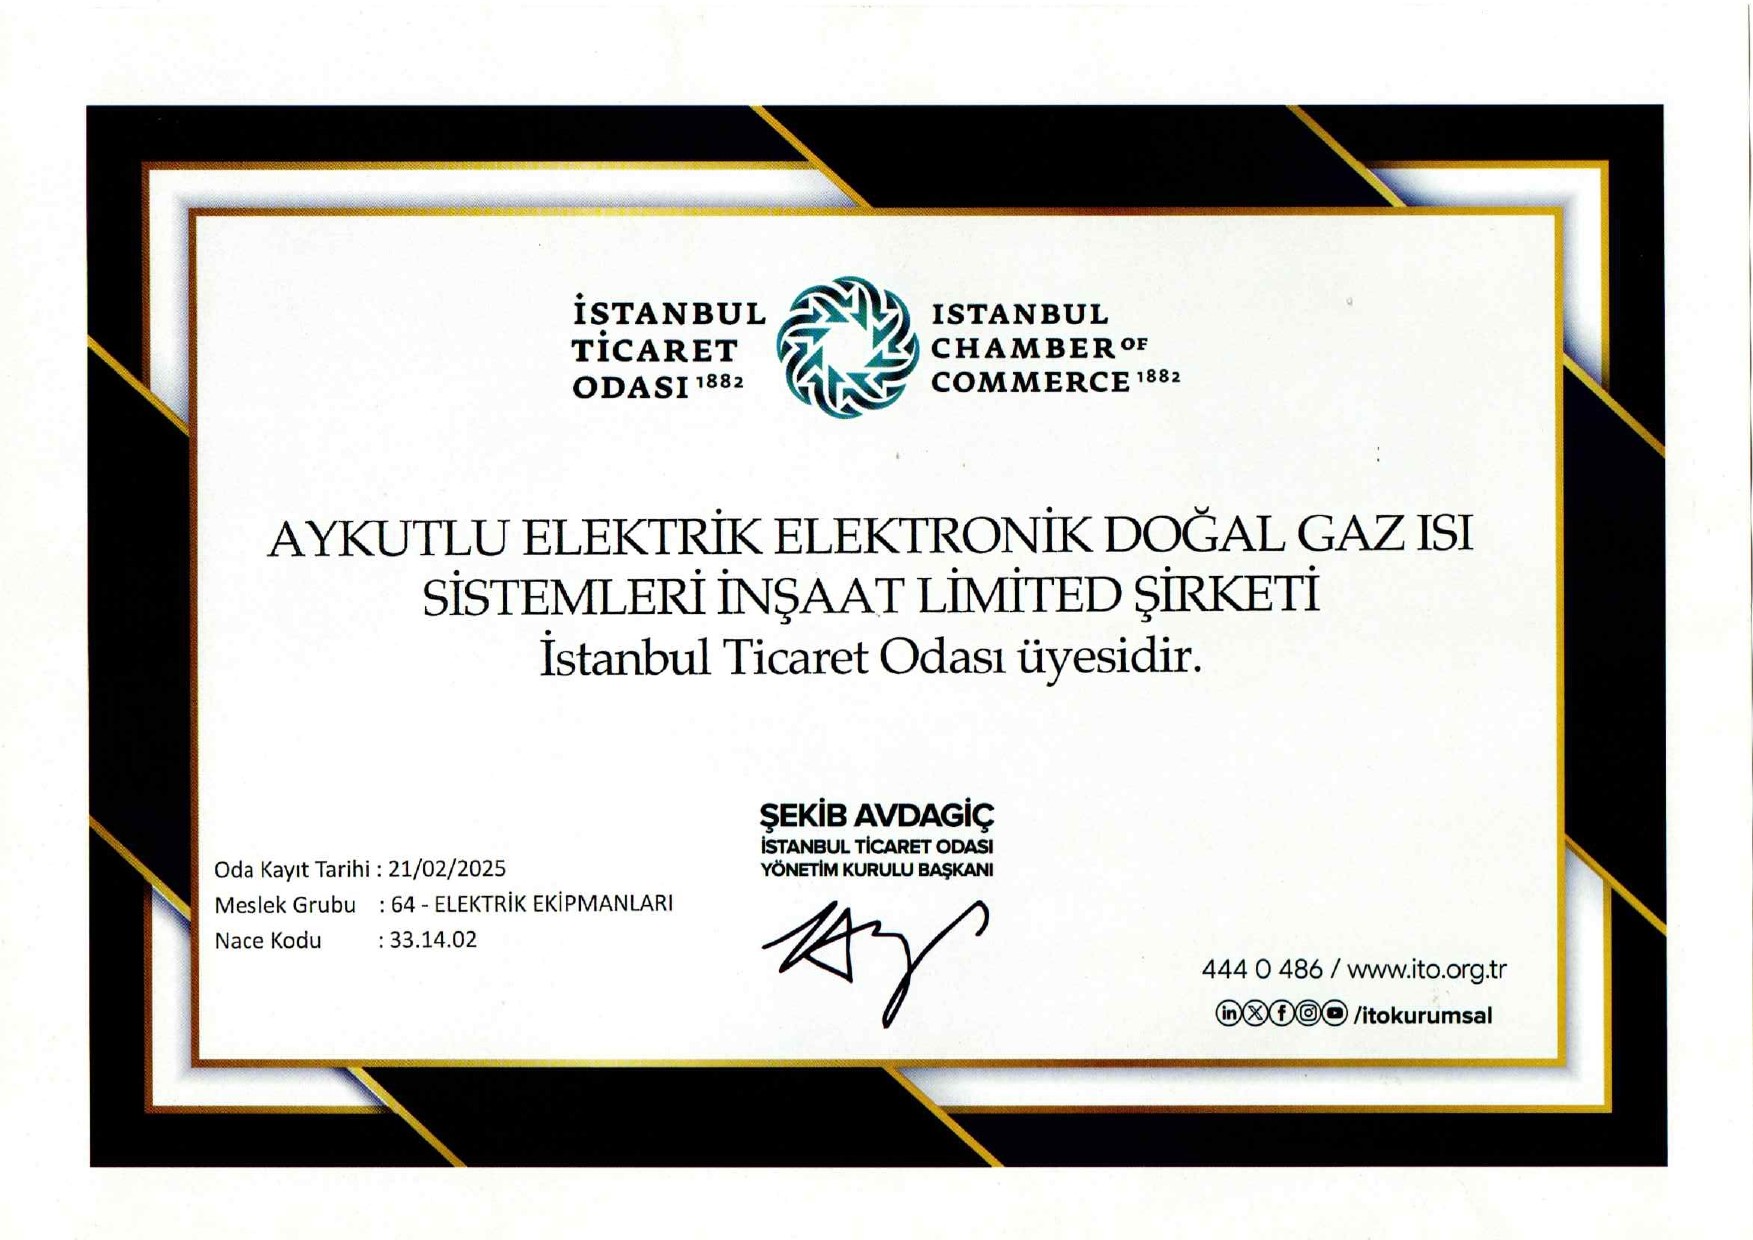 İSTANBUL
TİCARET
ODASI 1882
ISTANBUL
CHAMBER OF
COMMERCE 1882
AYKUTLU ELEKTRİK ELEKTRONİK DOĞAL GAZ ISI
SİSTEMLERİ İNŞAAT LİMİTED ŞİRKETİ
İstanbul Ticaret Odası üyesidir.
ŞEKİB AVDAGİÇ
İSTANBUL TİCARET ODASI
YÖNETİM KURULU BAŞKANI
Oda Kayıt Tarihi : 21/02/2025
Meslek Grubu : 64 - ELEKTRİK EKİPMANLARI
Nace Kodu : 33.14.02
444 0 486 / www.ito.org.tr
/itokurumsal